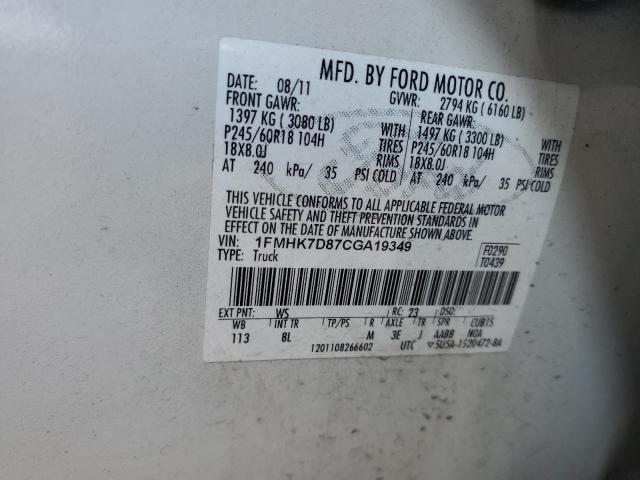 MFD. BY FORD MOTOR CO.
DATE: 08/11 GVWR: 2794 KG ( 6160 LB)
FRONT GAWR: REAR GAWR:
1397 KG ( 3080 LB) WITH 1497 KG (3300 LB) WITH
P245/60R18 104H TIRES P245/60R18 104H TIRES
18X8.0J RIMS 18X8.0J RIMS
AT 240 kPa/ 35 PSI COLD AT 240 kPa/ 35 PSI COLD
THIS VEHICLE CONFORMS TO ALL APPLICABLE FEDERAL MOTOR
VEHICLE SAFETY AND THEFT PREVENTION STANDARDS IN
EFFECT ON THE DATE OF MANUFACTURE SHOWN ABOVE.
VIN: 1FMHK7D87CGA19349 F0290
TYPE: Truck T0439
EXT PNT: WS RC: 23 DSO:
WB INT TR TP/PS R AXLE TR SPR CUB15
113 BL M 3E J AABB NOA
1201108266602 UTC ▽5USA-1520472-BA